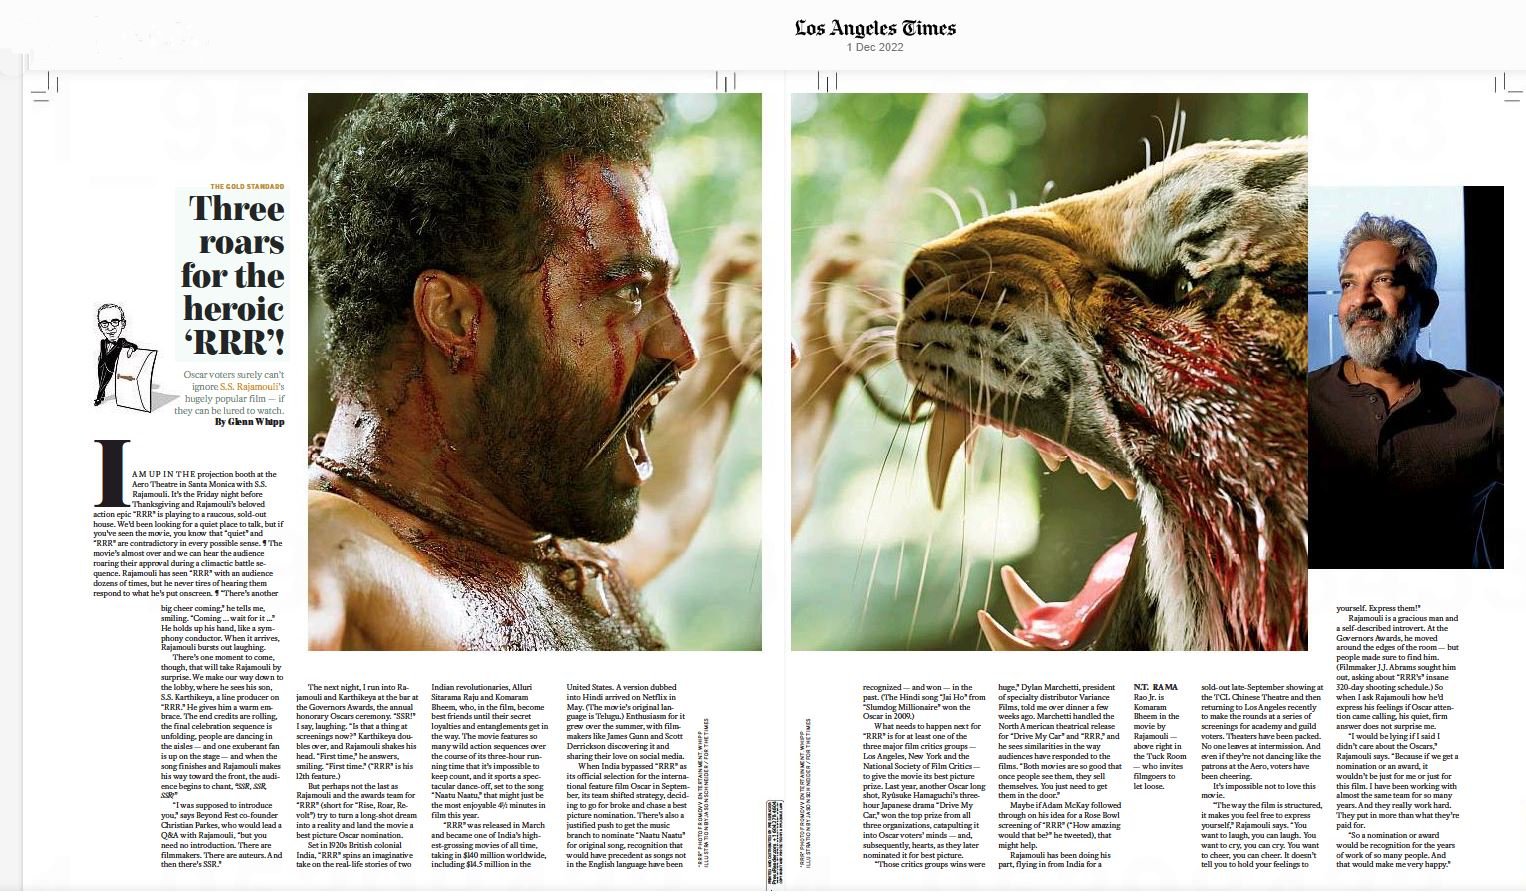 Los Angeles Times
1 Dec 2022
THE GOLD STANDARD
Three
roars
for the
heroic
‘RRR’!
Oscar voters surely can’t
ignore S.S. Rajamouli’s
hugely popular film — if
they can be lured to watch.
By Glenn Whipp
I AM UP IN THE projection booth at the
Aero Theatre in Santa Monica with S.S.
Rajamouli. It’s the Friday night before
Thanksgiving and Rajamouli’s beloved
action epic “RRR” is playing to a raucous, sold-out
house. We’d been looking for a quiet place to talk, but if
you’ve seen the movie, you know that “quiet” and
“RRR” are contradictory in every possible sense. ¶ The
movie’s almost over and we can hear the audience
roaring their approval during a climactic battle se-
quence. Rajamouli has seen “RRR” with an audience
dozens of times, but he never tires of hearing them
respond to what he’s put onscreen. ¶ “There’s another
big cheer coming,” he tells me,
smiling. “Coming ... wait for it ...”
He holds up his hand, like a sym-
phony conductor. When it arrives,
Rajamouli bursts out laughing.
There’s one moment to come,
though, that will take Rajamouli by
surprise. We make our way down to
the lobby, where he sees his son,
S.S. Karthikeya, a line producer on
“RRR.” He gives him a warm em-
brace. The end credits are rolling,
the final celebration sequence is
unfolding, people are dancing in
the aisles — and one exuberant fan
is up on the stage — and when the
song finishes and Rajamouli makes
his way toward the front, the audi-
ence begins to chant, “SSR, SSR,
SSR!”
“I was supposed to introduce
you,” says Beyond Fest co-founder
Christian Parkes, who would lead a
Q&A with Rajamouli, “but you
need no introduction. There are
filmmakers. There are auteurs. And
then there’s SSR.”
The next night, I run into Ra-
jamouli and Karthikeya at the bar at
the Governors Awards, the annual
honorary Oscars ceremony. “SSR!”
I say, laughing. “Is that a thing at
screenings now?” Karthikeya dou-
bles over, and Rajamouli shakes his
head. “First time,” he answers,
smiling. “First time.” (“RRR” is his
12th feature.)
But perhaps not the last as
Rajamouli and the awards team for
“RRR” (short for “Rise, Roar, Re-
volt”) try to turn a long-shot dream
into a reality and land the movie a
best picture Oscar nomination.
Set in 1920s British colonial
India, “RRR” spins an imaginative
take on the real-life stories of two
Indian revolutionaries, Alluri
Sitarama Raju and Komaram
Bheem, who, in the film, become
best friends until their secret
loyalties and entanglements get in
the way. The movie features so
many wild action sequences over
the course of its three-hour run-
ning time that it’s impossible to
keep count, and it sports a spec-
tacular dance-off, set to the song
“Naatu Naatu,” that might just be
the most enjoyable 4½ minutes in
film this year.
“RRR” was released in March
and became one of India’s high-
est-grossing movies of all time,
taking in $140 million worldwide,
including $14.5 million in the
United States. A version dubbed
into Hindi arrived on Netflix in
May. (The movie’s original lan-
guage is Telugu.) Enthusiasm for it
grew over the summer, with film-
makers like James Gunn and Scott
Derrickson discovering it and
sharing their love on social media.
When India bypassed “RRR” as
its official selection for the interna-
tional feature film Oscar in Septem-
ber, its team shifted strategy, decid-
ing to go for broke and chase a best
picture nomination. There’s also a
justified push to get the music
branch to nominate “Naatu Naatu”
for original song, recognition that
would have precedent as songs not
in the English language have been
“RRR” PHOTO FROM DVV ENTERTAINMENT WHIPP
ILLUSTRATION BY JASON SCHNEIDER / FOR THE TIMES
“RRR” PHOTO FROM DVV ENTERTAINMENT WHIPP
ILLUSTRATION BY JASON SCHNEIDER / FOR THE TIMES
recognized — and won — in the
past. (The Hindi song “Jai Ho” from
“Slumdog Millionaire” won the
Oscar in 2009.)
What needs to happen next for
“RRR” is for at least one of the
three major film critics groups —
Los Angeles, New York and the
National Society of Film Critics —
to give the movie its best picture
prize. Last year, another Oscar long
shot, Ryûsuke Hamaguchi’s three-
hour Japanese drama “Drive My
Car,” won the top prize from all
three organizations, catapulting it
into Oscar voters’ minds — and,
subsequently, hearts, as they later
nominated it for best picture.
“Those critics groups wins were
huge,” Dylan Marchetti, president
of specialty distributor Variance
Films, told me over dinner a few
weeks ago. Marchetti handled the
North American theatrical release
for “Drive My Car” and “RRR,” and
he sees similarities in the way
audiences have responded to the
films. “Both movies are so good that
once people see them, they sell
themselves. You just need to get
them in the door.”
Maybe if Adam McKay followed
through on his idea for a Rose Bowl
screening of “RRR” (“How amazing
would that be?” he tweeted), that
might help.
Rajamouli has been doing his
part, flying in from India for a
N.T. RAMA
Rao Jr. is
Komaram
Bheem in the
movie by
Rajamouli —
above right in
the Tuck Room
— who invites
filmgoers to
let loose.
sold-out late-September showing at
the TCL Chinese Theatre and then
returning to Los Angeles recently
to make the rounds at a series of
screenings for academy and guild
voters. Theaters have been packed.
No one leaves at intermission. And
even if they’re not dancing like the
patrons at the Aero, voters have
been cheering.
It’s impossible not to love this
movie.
“The way the film is structured,
it makes you feel free to express
yourself,” Rajamouli says. “You
want to laugh, you can laugh. You
want to cry, you can cry. You want
to cheer, you can cheer. It doesn’t
tell you to hold your feelings to
yourself. Express them!”
Rajamouli is a gracious man and
a self-described introvert. At the
Governors Awards, he moved
around the edges of the room — but
people made sure to find him.
(Filmmaker J.J. Abrams sought him
out, asking about “RRR’s” insane
320-day shooting schedule.) So
when I ask Rajamouli how he’d
express his feelings if Oscar atten-
tion came calling, his quiet, firm
answer does not surprise me.
“I would be lying if I said I
didn’t care about the Oscars,”
Rajamouli says. “Because if we get a
nomination or an award, it
wouldn’t be just for me or just for
this film. I have been working with
almost the same team for so many
years. And they really work hard.
They put in more than what they’re
paid for.
“So a nomination or award
would be recognition for the years
of work of so many people. And
that would make me very happy.”